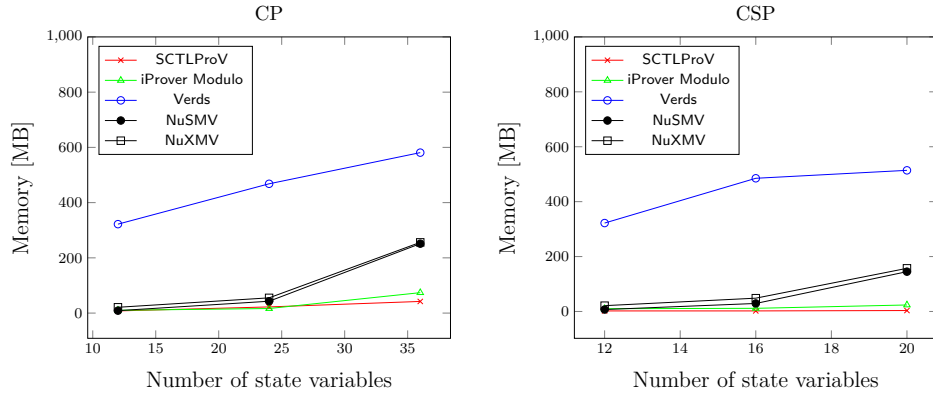 CP
1,000
800
600
400
200
0
Memory [MB]
SCTLProV
iProver Modulo
Verds
NuSMV
NuXMV
10 15 20 25 30 35
Number of state variables
CSP
1,000
800
600
400
200
0
Memory [MB]
SCTLProV
iProver Modulo
Verds
NuSMV
NuXMV
12 14 16 18 20
Number of state variables